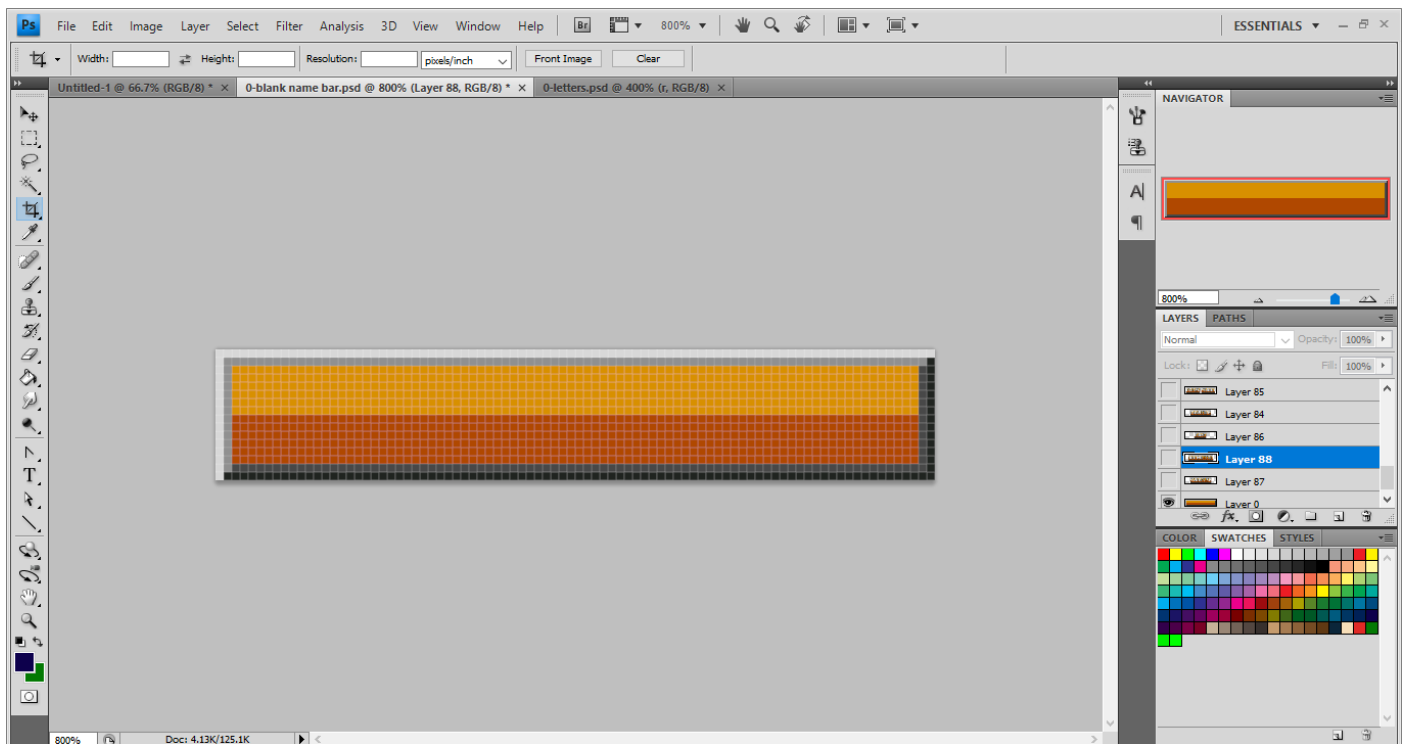 Ps File Edit Image Layer Select Filter Analysis 3D View Window Help Br 800% ESSENTIALS
Width: Height: Resolution: pixels/inch Front Image Clear
Untitled-1 @ 66.7% (RGB/8) * × 0-blank name bar.psd @ 800% (Layer 88, RGB/8) * × 0-letters.psd @ 400% (r, RGB/8) ×
NAVIGATOR
A
T
800%
LAYERS PATHS
Normal Opacity: 100%
Lock: Fill: 100%
Layer 85
Layer 84
Layer 86
Layer 88
Layer 87
Layer 0
fx.
COLOR SWATCHES STYLES
800% Doc: 4.13K/125.1K